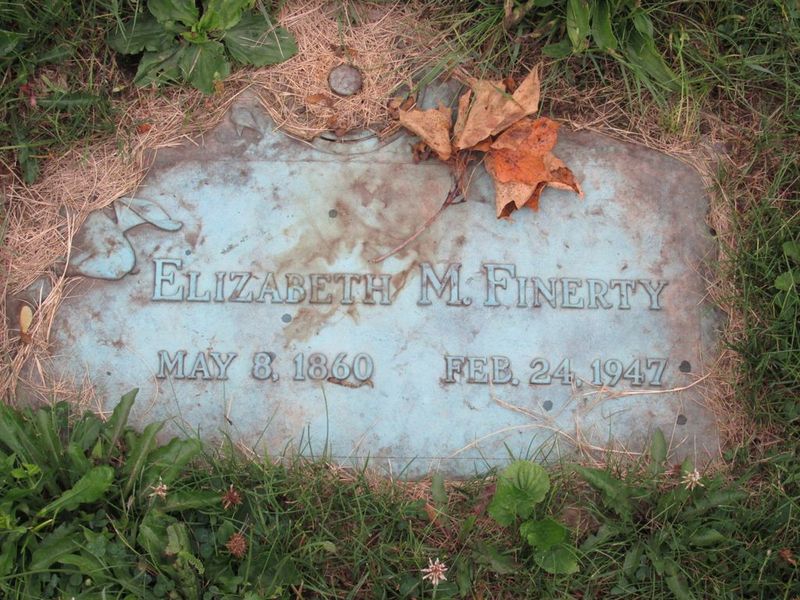 Elizabeth M. Finerty
May 8, 1860 Feb. 24, 1947